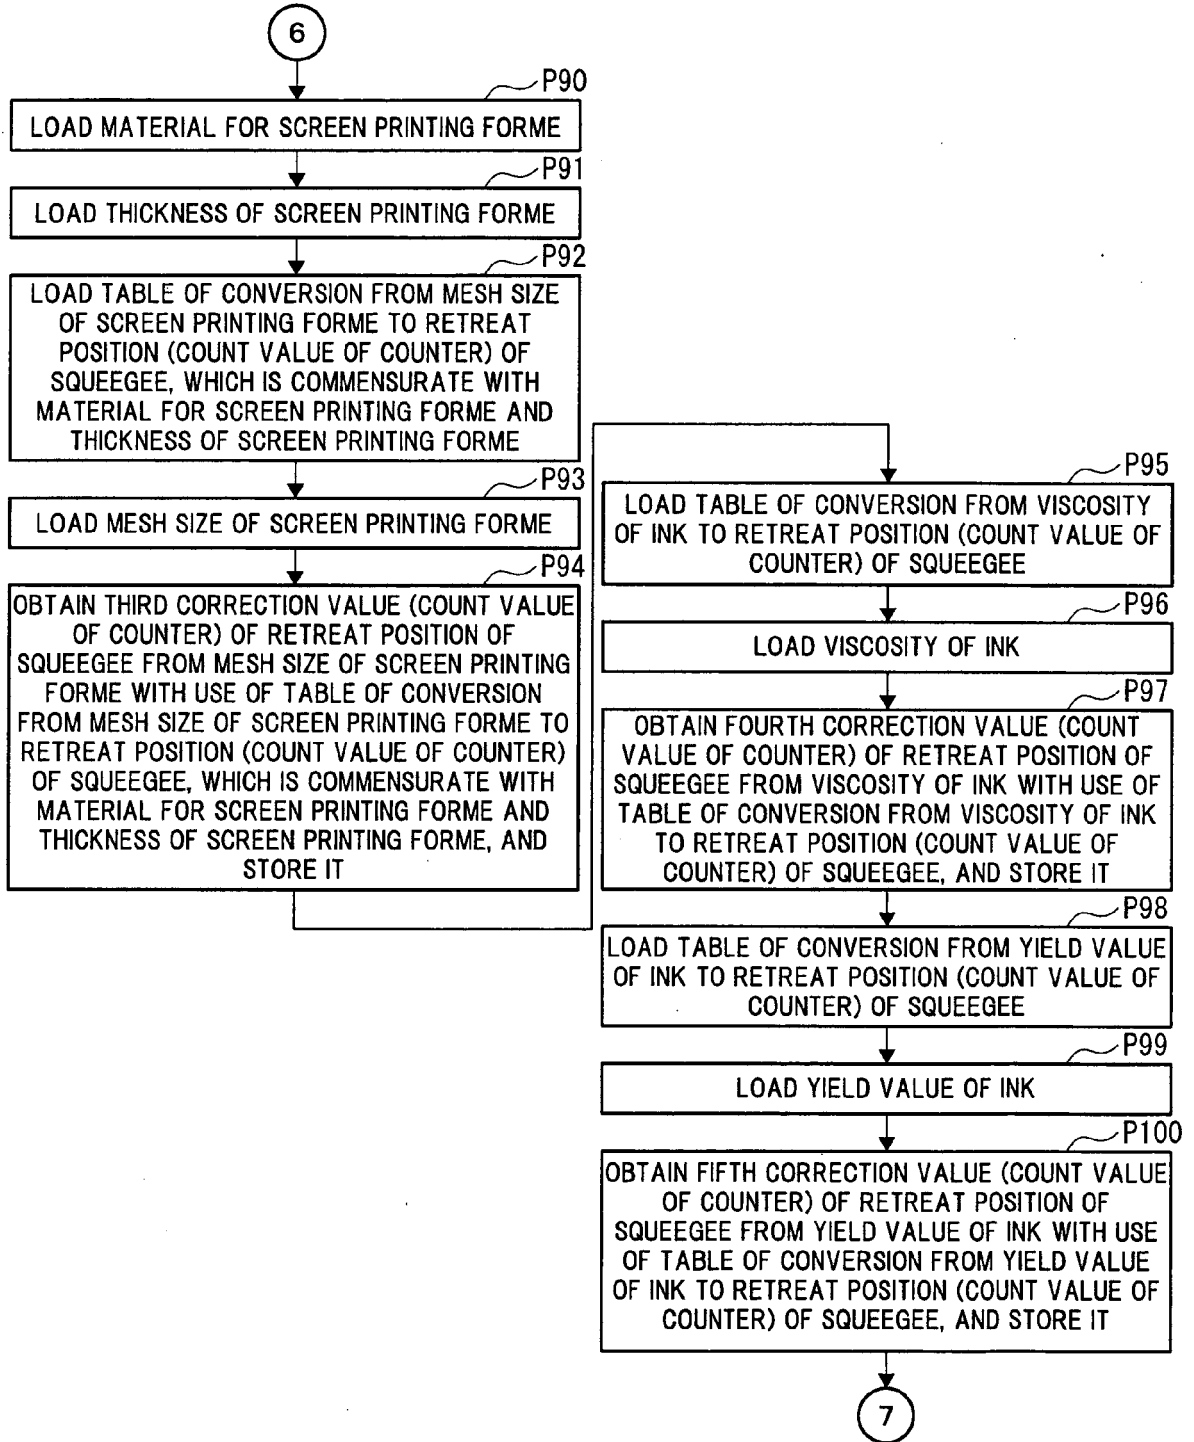 6
P90
LOAD MATERIAL FOR SCREEN PRINTING FORME
P91
LOAD THICKNESS OF SCREEN PRINTING FORME
P92
LOAD TABLE OF CONVERSION FROM MESH SIZE
OF SCREEN PRINTING FORME TO RETREAT
POSITION (COUNT VALUE OF COUNTER) OF
SQUEEGEE, WHICH IS COMMENSURATE WITH
MATERIAL FOR SCREEN PRINTING FORME AND
THICKNESS OF SCREEN PRINTING FORME
P93
LOAD MESH SIZE OF SCREEN PRINTING FORME
P94
OBTAIN THIRD CORRECTION VALUE (COUNT VALUE
OF COUNTER) OF RETREAT POSITION OF
SQUEEGEE FROM MESH SIZE OF SCREEN PRINTING
FORME WITH USE OF TABLE OF CONVERSION
FROM MESH SIZE OF SCREEN PRINTING FORME TO
RETREAT POSITION (COUNT VALUE OF COUNTER)
OF SQUEEGEE, WHICH IS COMMENSURATE WITH
MATERIAL FOR SCREEN PRINTING FORME AND
THICKNESS OF SCREEN PRINTING FORME, AND
STORE IT
P95
LOAD TABLE OF CONVERSION FROM VISCOSITY
OF INK TO RETREAT POSITION (COUNT VALUE OF
COUNTER) OF SQUEEGEE
P96
LOAD VISCOSITY OF INK
P97
OBTAIN FOURTH CORRECTION VALUE (COUNT
VALUE OF COUNTER) OF RETREAT POSITION OF
SQUEEGEE FROM VISCOSITY OF INK WITH USE OF
TABLE OF CONVERSION FROM VISCOSITY OF INK
TO RETREAT POSITION (COUNT VALUE OF
COUNTER) OF SQUEEGEE, AND STORE IT
P98
LOAD TABLE OF CONVERSION FROM YIELD VALUE
OF INK TO RETREAT POSITION (COUNT VALUE OF
COUNTER) OF SQUEEGEE
P99
LOAD YIELD VALUE OF INK
P100
OBTAIN FIFTH CORRECTION VALUE (COUNT VALUE
OF COUNTER) OF RETREAT POSITION OF
SQUEEGEE FROM YIELD VALUE OF INK WITH USE
OF TABLE OF CONVERSION FROM YIELD VALUE
OF INK TO RETREAT POSITION (COUNT VALUE OF
COUNTER) OF SQUEEGEE, AND STORE IT
7